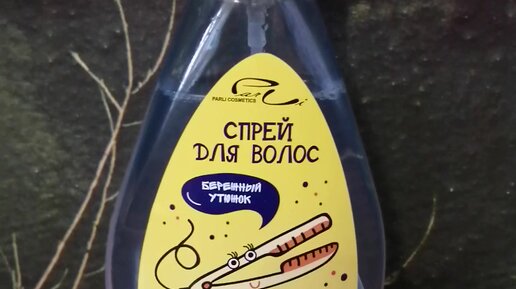 Parli
PARLI COSMETICS
СПРЕЙ
ДЛЯ ВОЛОС
БЕРЕЖНЫЙ
УТЮЖОК